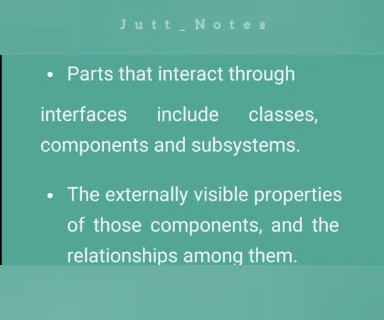 Jutt_Notes
• Parts that interact through
interfaces include classes,
components and subsystems.
• The externally visible properties
of those components, and the
relationships among them.